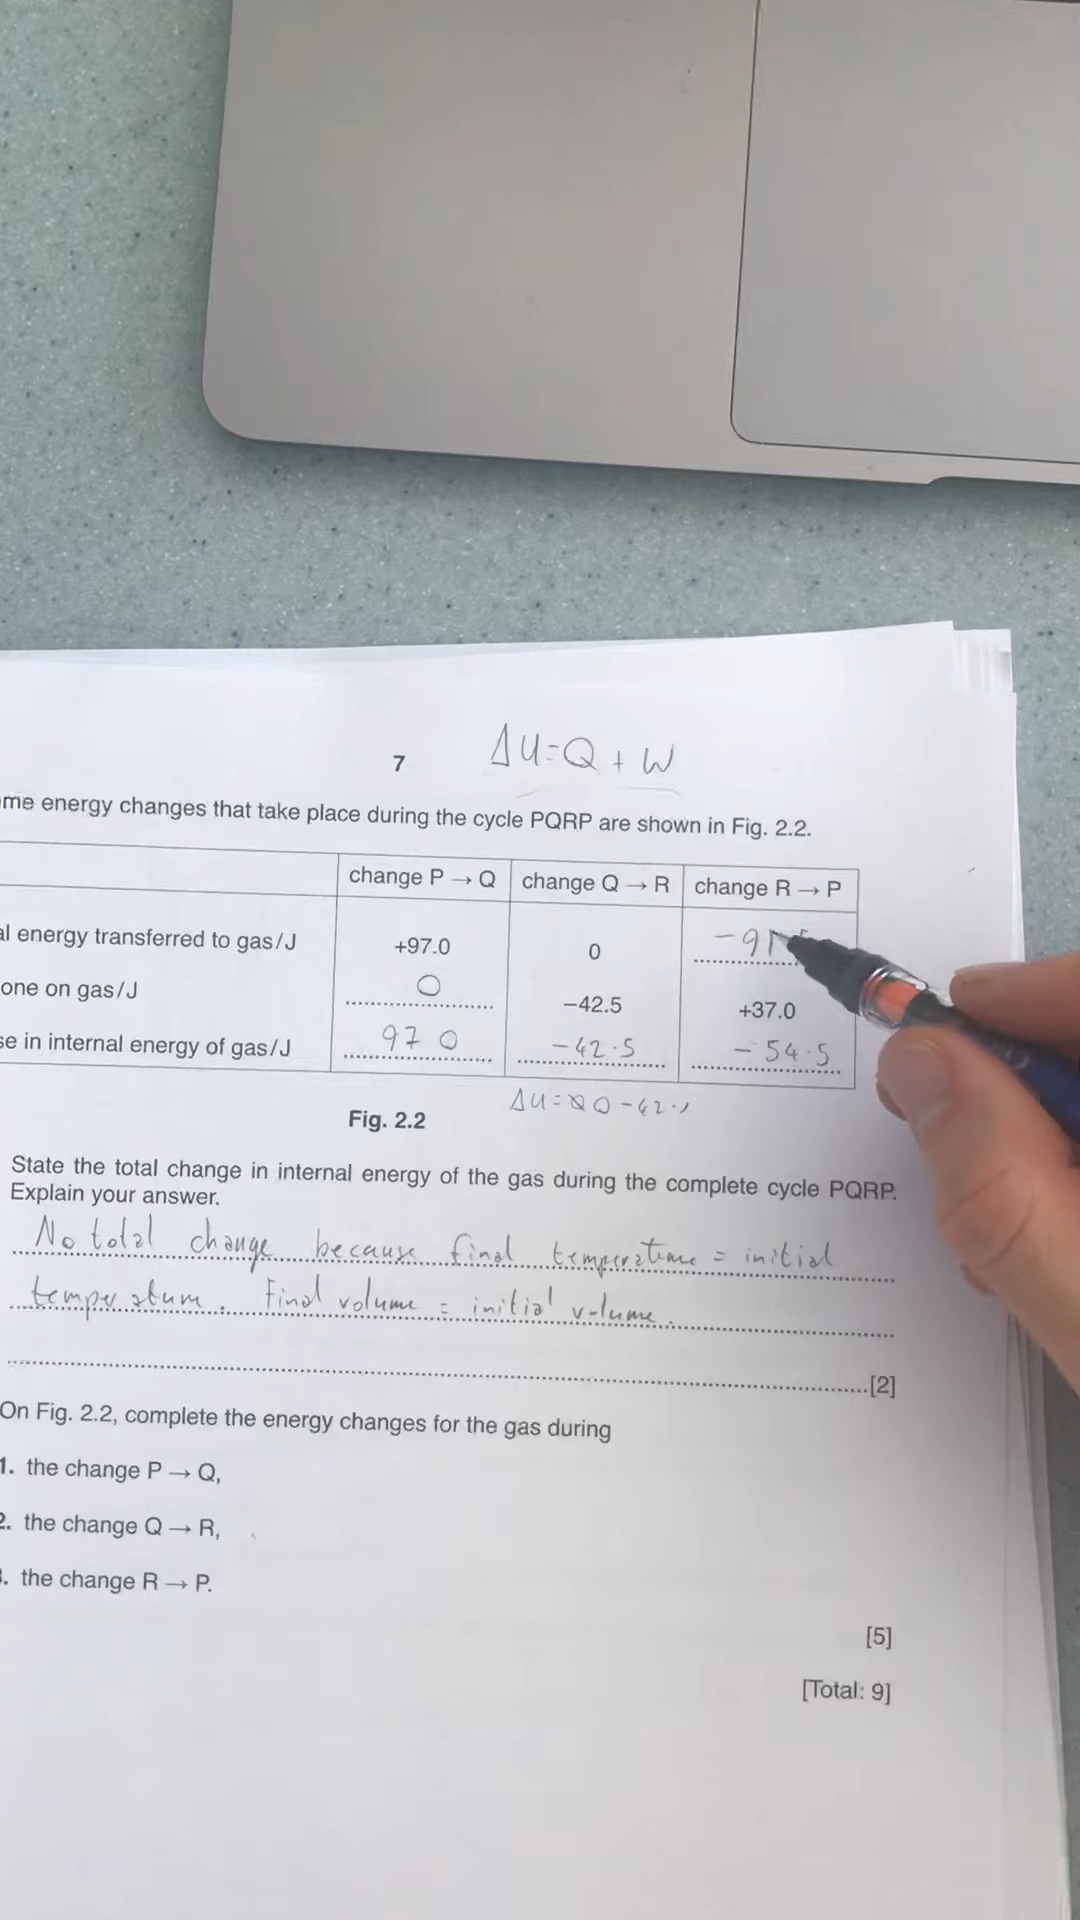 7 ΔU=Q + W
me energy changes that take place during the cycle PQRP are shown in Fig. 2.2.
change P → Q change Q → R change R → P
al energy transferred to gas/J +97.0 0 -91
one on gas/J 0 −42.5 +37.0
se in internal energy of gas/J 97.0 -42.5 -54.5
Fig. 2.2 ΔU = 0 -42.
State the total change in internal energy of the gas during the complete cycle PQRP.
Explain your answer.
No total change because final temperature = initial
temperature. Final volume = initial volume.
[2]
On Fig. 2.2, complete the energy changes for the gas during
1. the change P → Q,
2. the change Q → R,
. the change R → P.
[5]
[Total: 9]